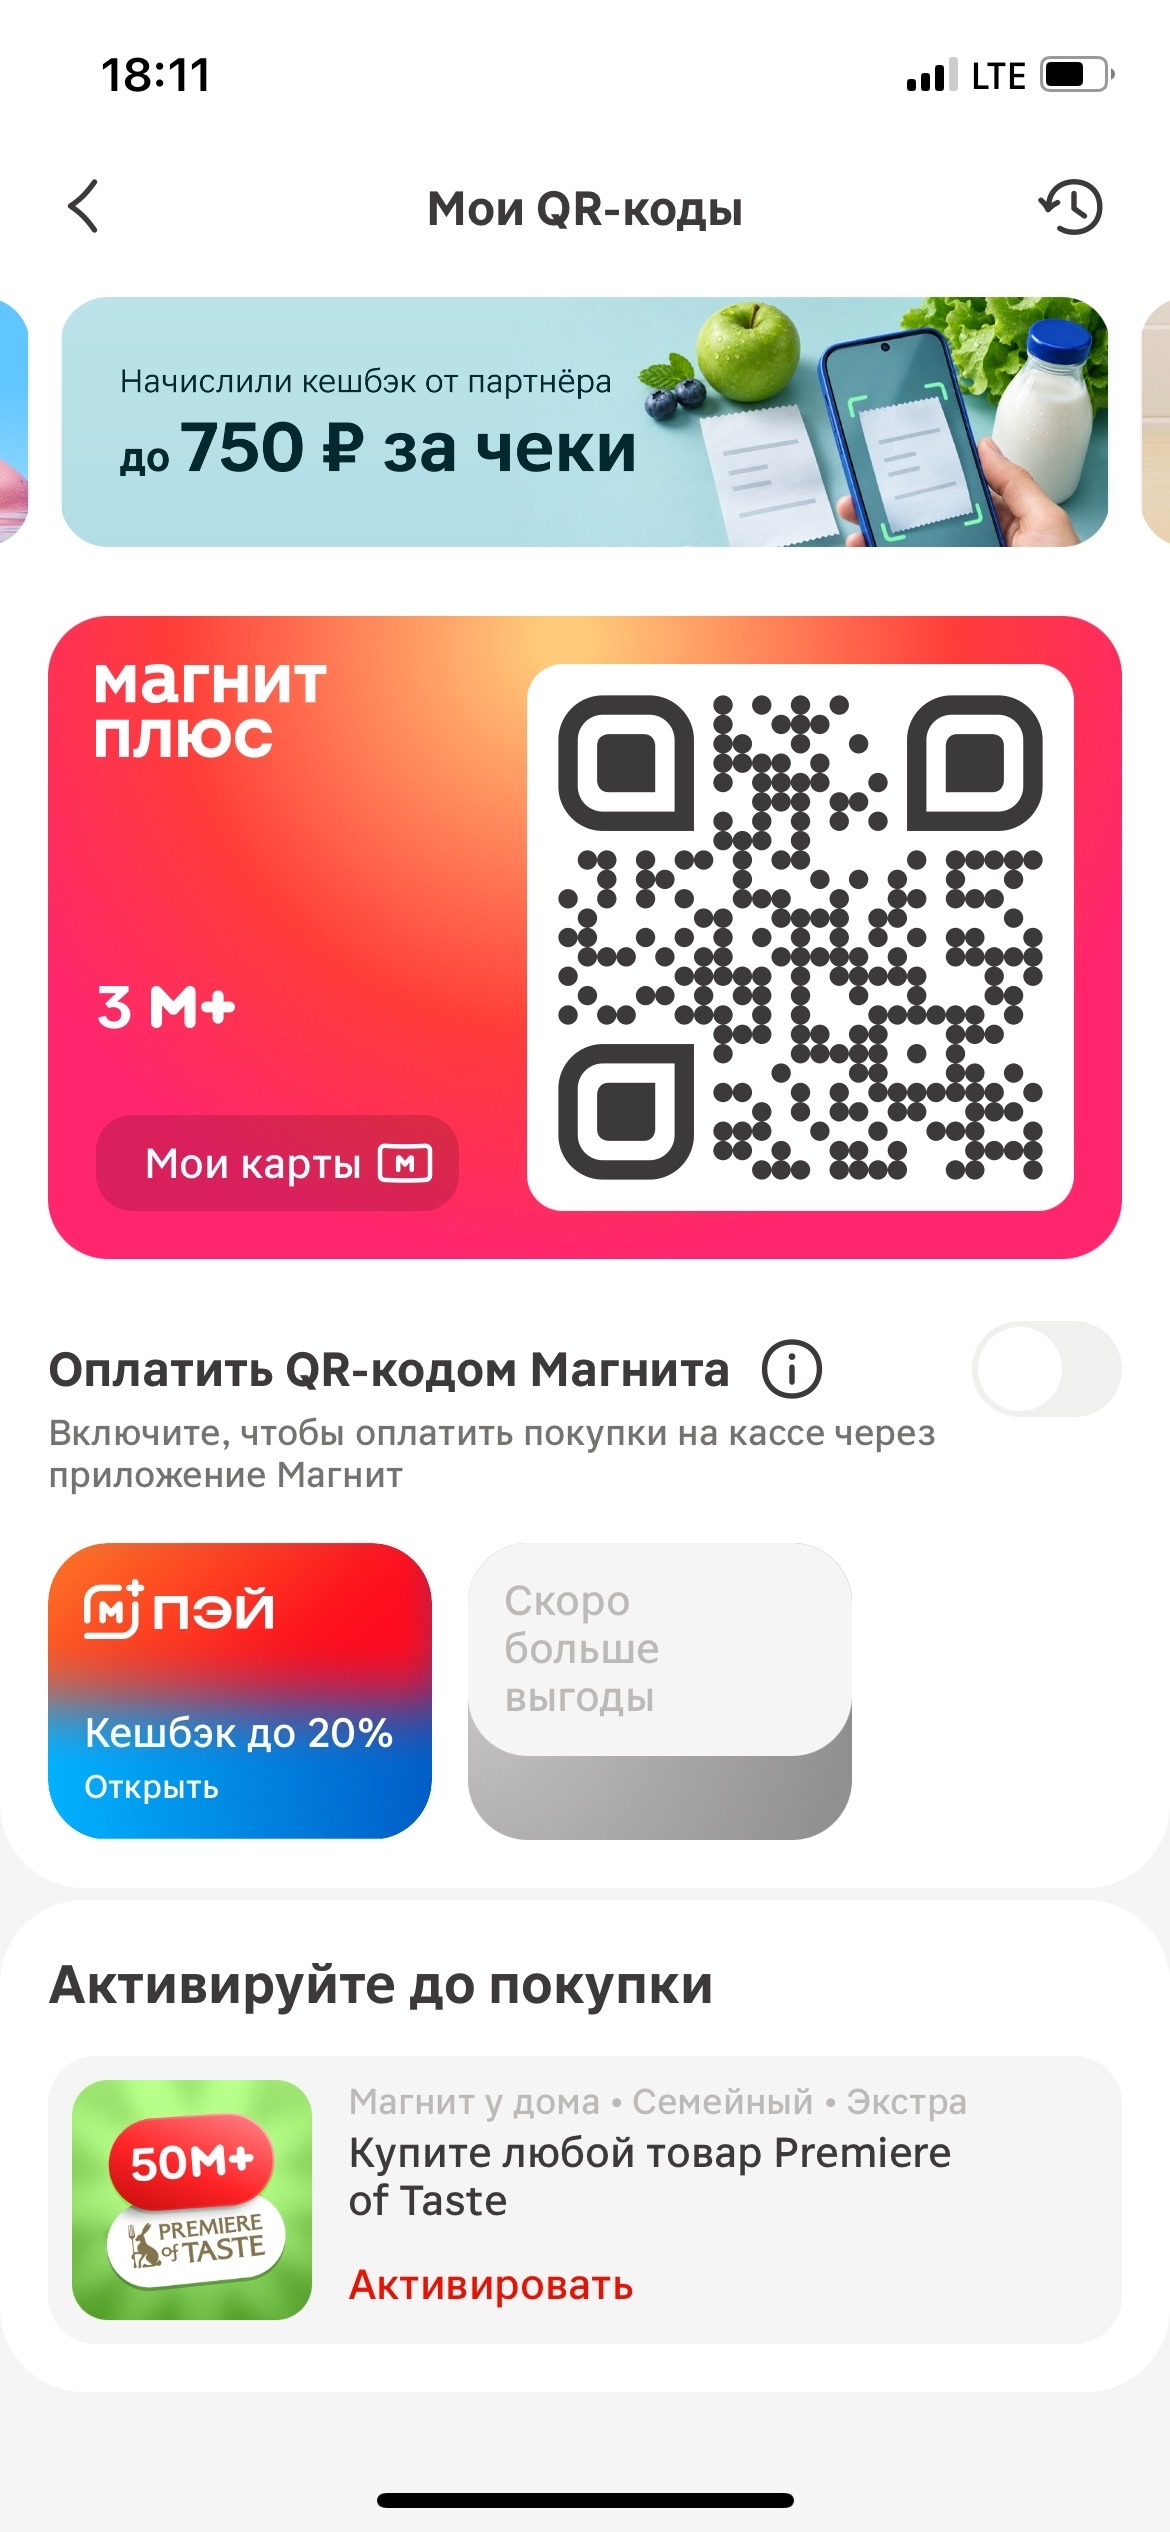 18:11
LTE
Мои QR-коды
Начислили кешбэк от партнёра
до 750 ₽ за чеки
магнит
плюс
3 М+
Мои карты М
Оплатить QR-кодом Магнита
Включите, чтобы оплатить покупки на кассе через
приложение Магнит
М+ пэй
Кешбэк до 20%
Открыть
Скоро
больше
выгоды
Активируйте до покупки
50М+
PREMIERE
of TASTE
Магнит у дома • Семейный • Экстра
Купите любой товар Premiere
of Taste
Активировать